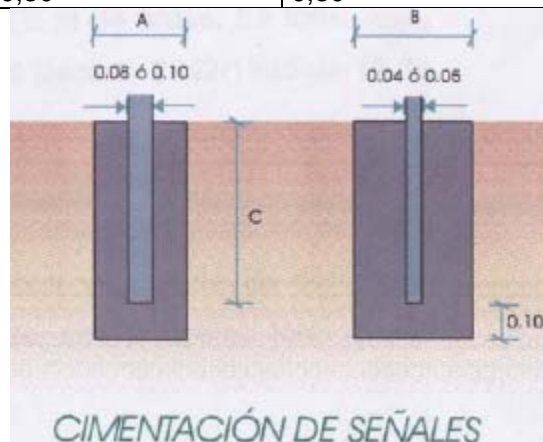 A
B
0.08 ó 0.10
0.04 ó 0.05
C
0.10
CIMENTACIÓN DE SEÑALES